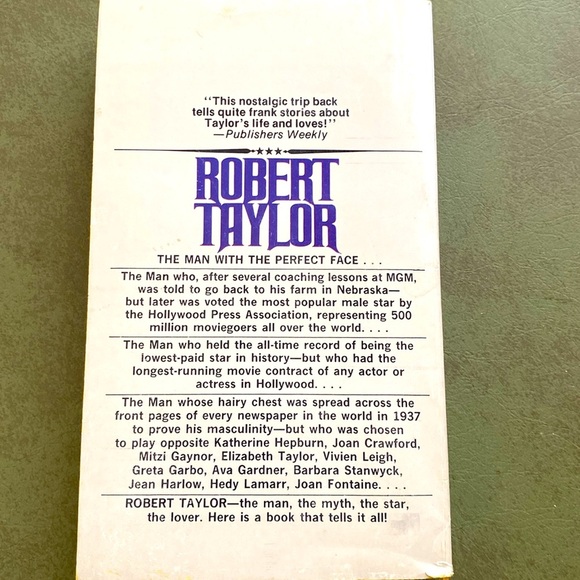 "This nostalgic trip back
tells quite frank stories about
Taylor's life and loves!"
—Publishers Weekly
ROBERT
TAYLOR
THE MAN WITH THE PERFECT FACE . . .
The Man who, after several coaching lessons at MGM,
was told to go back to his farm in Nebraska—
but later was voted the most popular male star by
the Hollywood Press Association, representing 500
million moviegoers all over the world. . . .
The Man who held the all-time record of being the
lowest-paid star in history—but who had the
longest-running movie contract of any actor or
actress in Hollywood. . . .
The Man whose hairy chest was spread across the
front pages of every newspaper in the world in 1937
to prove his masculinity—but who was chosen
to play opposite Katherine Hepburn, Joan Crawford,
Mitzi Gaynor, Elizabeth Taylor, Vivien Leigh,
Greta Garbo, Ava Gardner, Barbara Stanwyck,
Jean Harlow, Hedy Lamarr, Joan Fontaine. . . .
ROBERT TAYLOR—the man, the myth, the star,
the lover. Here is a book that tells it all!